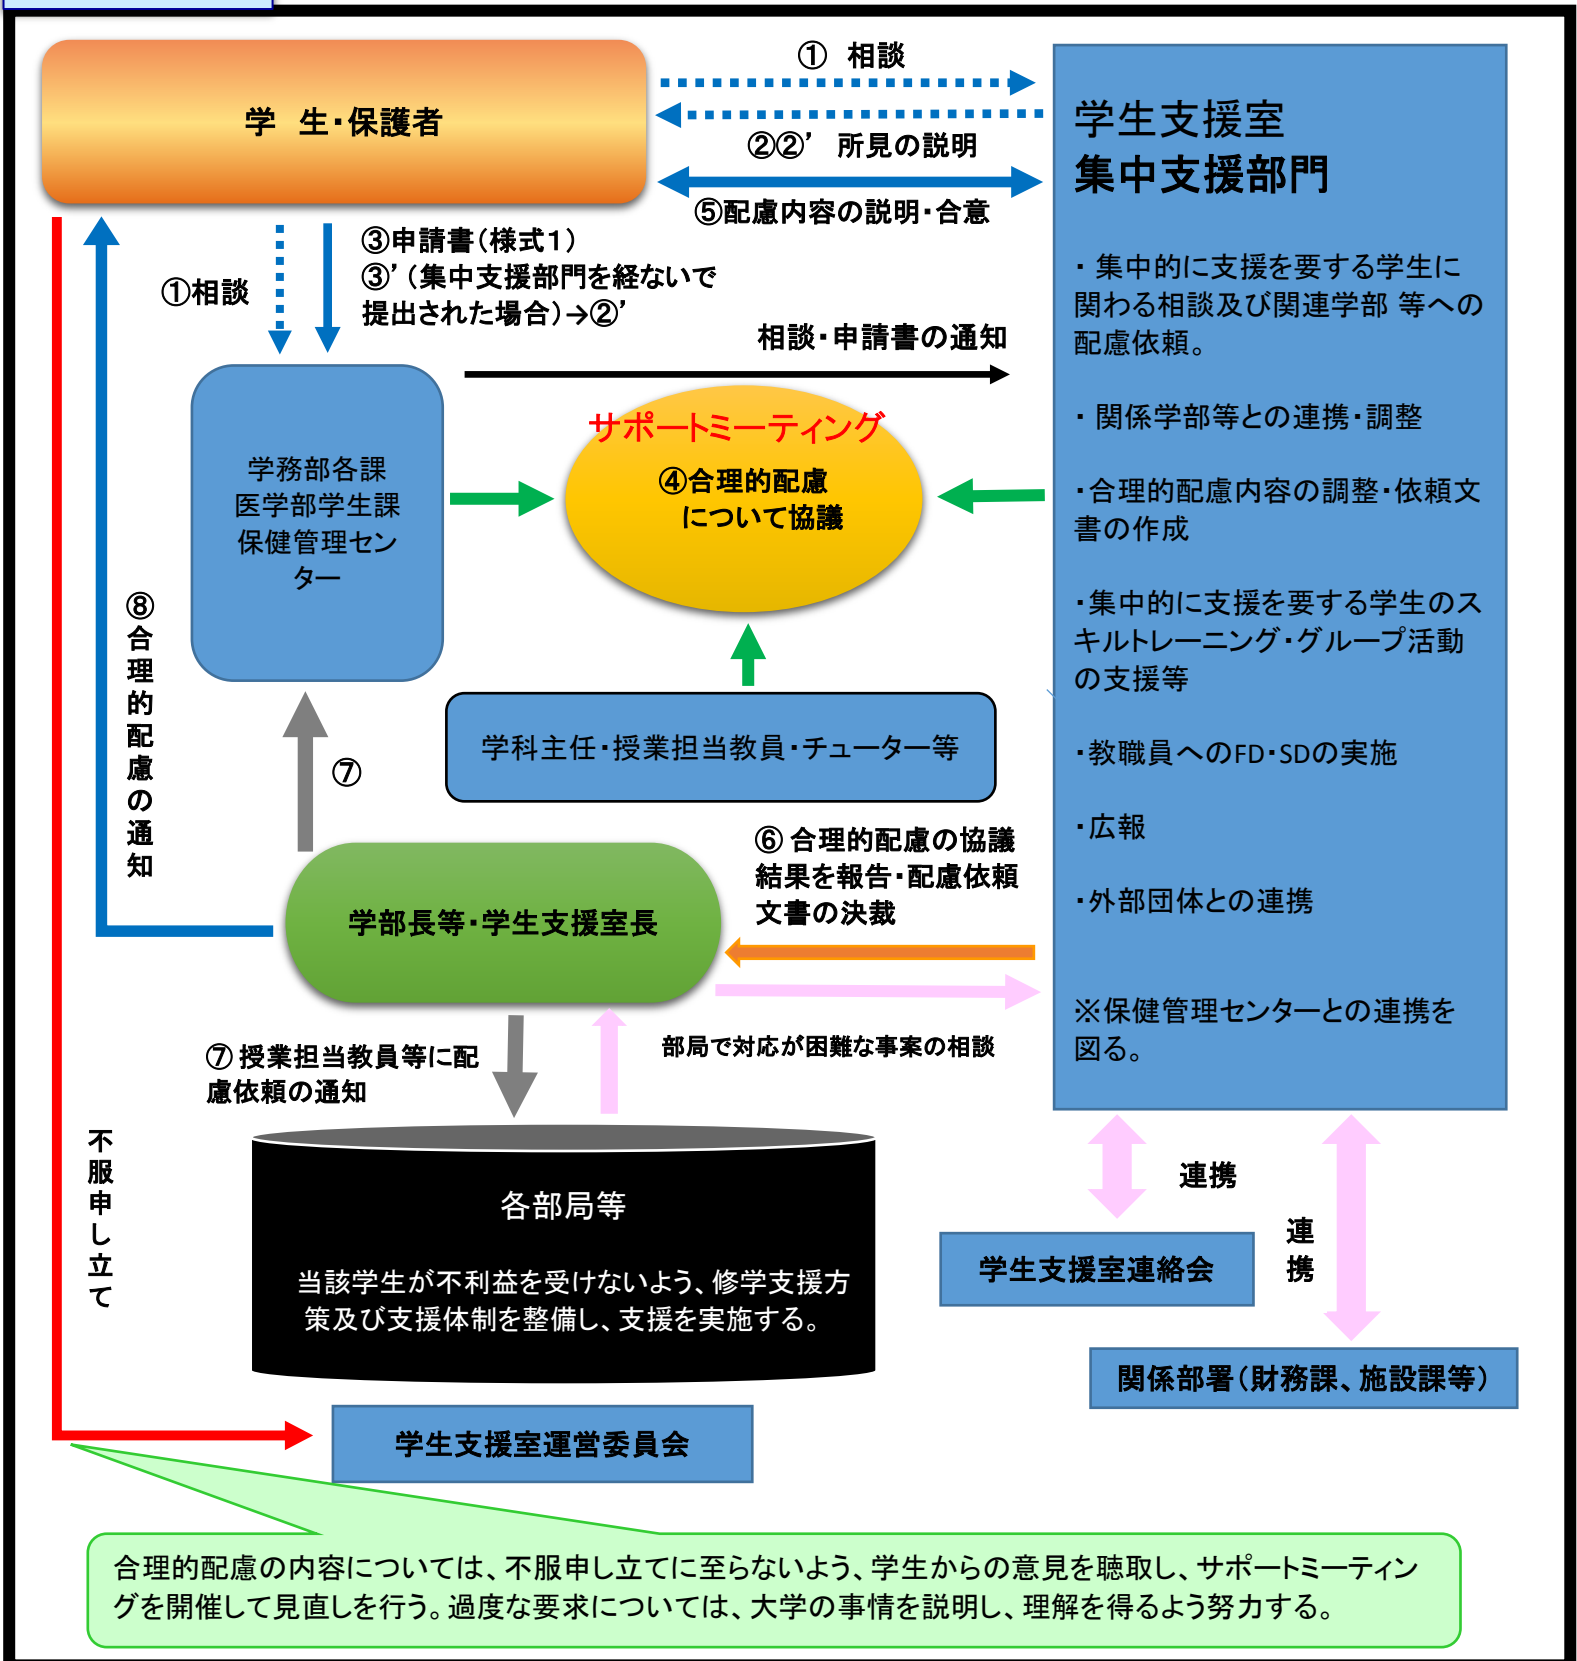 学 生・保護者
① 相談
②②’ 所見の説明
⑤配慮内容の説明・合意
①相談
③申請書（様式１）
③’（集中支援部門を経ないで
提出された場合）→②’
相談・申請書の通知
学務部各課
医学部学生課
保健管理セン
ター
サポートミーティング
④合理的配慮
について協議
学科主任・授業担当教員・チューター等
⑧合理的配慮の通知
⑦
学部長等・学生支援室長
⑥合理的配慮の協議
結果を報告・配慮依頼
文書の決裁
部局で対応が困難な事案の相談
⑦授業担当教員等に配
慮依頼の通知
各部局等
当該学生が不利益を受けないよう、修学支援方
策及び支援体制を整備し、支援を実施する。
不服申し立て
学生支援室運営委員会
学生支援室
集中支援部門
・ 集中的に支援を要する学生に
関わる相談及び関連学部 等への
配慮依頼。
・ 関係学部等との連携・調整
・合理的配慮内容の調整・依頼文
書の作成
・集中的に支援を要する学生のス
キルトレーニング・グループ活動
の支援等
・教職員へのFD・SDの実施
・広報
・外部団体との連携
※保健管理センターとの連携を
図る。
連携
連携
学生支援室連絡会
関係部署（財務課、施設課等）
合理的配慮の内容については、不服申し立てに至らないよう、学生からの意見を聴取し、サポートミーティン
グを開催して見直しを行う。過度な要求については、大学の事情を説明し、理解を得るよう努力する。